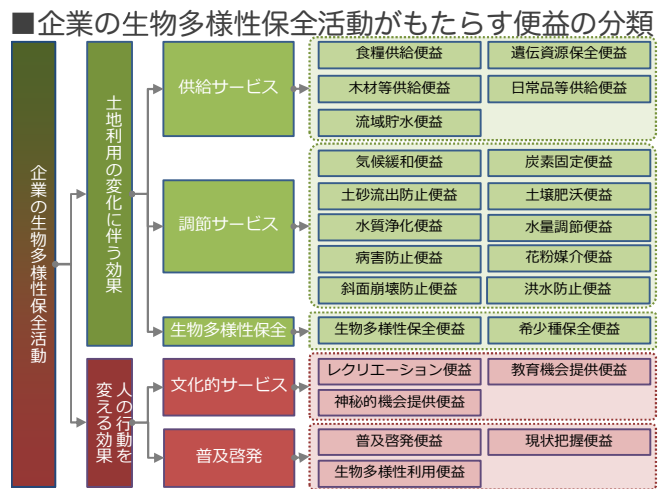 ■企業の生物多様性保全活動がもたらす便益の分類
企業の生物多様性保全活動
土地利用の変化に伴う効果
供給サービス
食糧供給便益
遺伝資源保全便益
木材等供給便益
日常品等供給便益
流域貯水便益
調節サービス
気候緩和便益
炭素固定便益
土砂流出防止便益
土壌肥沃便益
水質浄化便益
水量調節便益
病害防止便益
花粉媒介便益
斜面崩壊防止便益
洪水防止便益
生物多様性保全
生物多様性保全便益
希少種保全便益
人の行動を
変える効果
文化的サービス
レクリエーション便益
教育機会提供便益
神秘的機会提供便益
普及啓発
普及啓発便益
現状把握便益
生物多様性利用便益